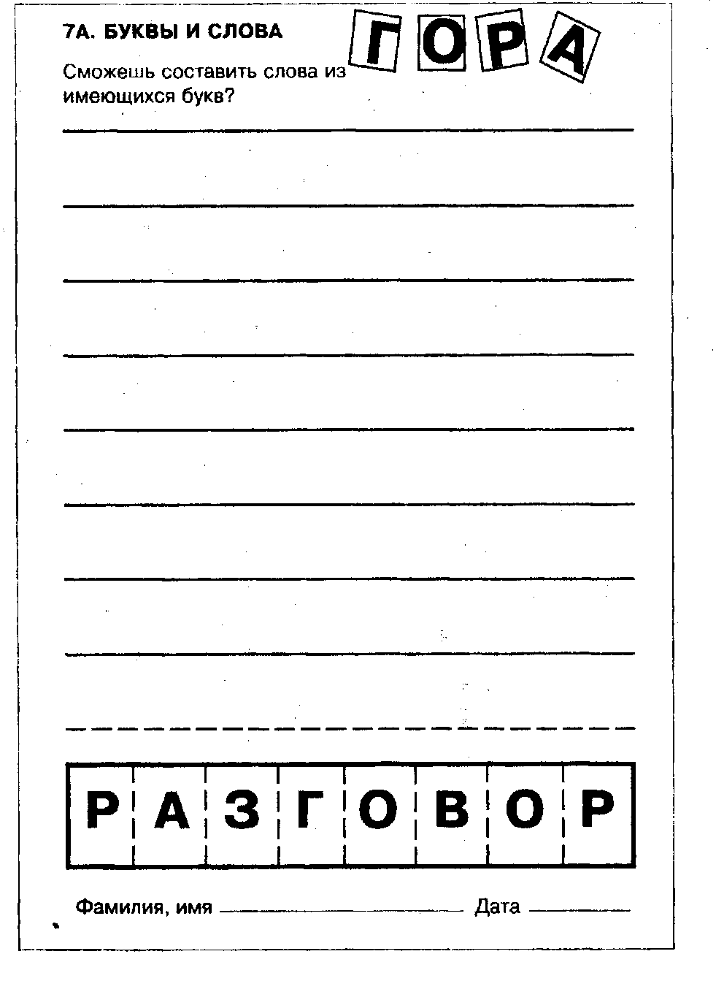 7А. БУКВЫ И СЛОВА
ГОРА
Сможешь составить слова из
имеющихся букв?
РАЗГОВОР
Фамилия, имя Дата